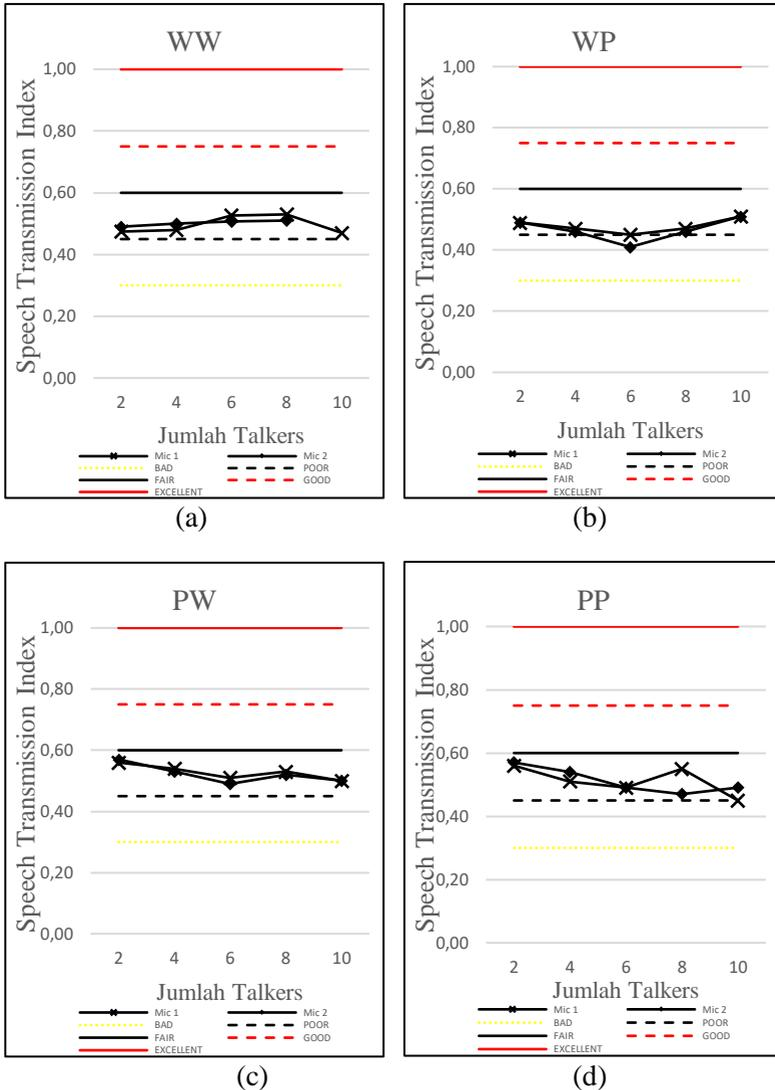 WW
Speech Transmission Index
1,00
0,80
0,60
0,40
0,20
0,00
2 4 6 8 10
Jumlah Talkers
Mic 1 Mic 2
BAD POOR
FAIR GOOD
EXCELLENT
(a)
WP
Speech Transmission Index
1,00
0,80
0,60
0,40
0,20
0,00
2 4 6 8 10
Jumlah Talkers
Mic 1 Mic 2
BAD POOR
FAIR GOOD
EXCELLENT
(b)
PW
Speech Transmission Index
1,00
0,80
0,60
0,40
0,20
0,00
2 4 6 8 10
Jumlah Talkers
Mic 1 Mic 2
BAD POOR
FAIR GOOD
EXCELLENT
(c)
PP
Speech Transmission Index
1,00
0,80
0,60
0,40
0,20
0,00
2 4 6 8 10
Jumlah Talkers
Mic 1 Mic 2
BAD POOR
FAIR GOOD
EXCELLENT
(d)